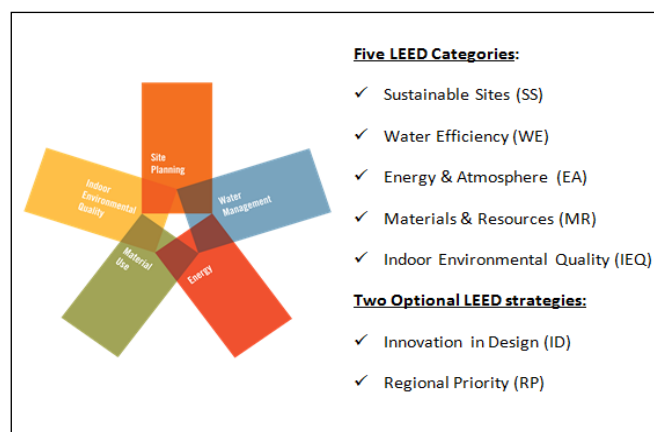 Site
Planning
Indoor
Environmental
Quality
Water
Management
Material
Use
Energy
Five LEED Categories:
✓ Sustainable Sites (SS)
✓ Water Efficiency (WE)
✓ Energy & Atmosphere (EA)
✓ Materials & Resources (MR)
✓ Indoor Environmental Quality (IEQ)
Two Optional LEED strategies:
✓ Innovation in Design (ID)
✓ Regional Priority (RP)